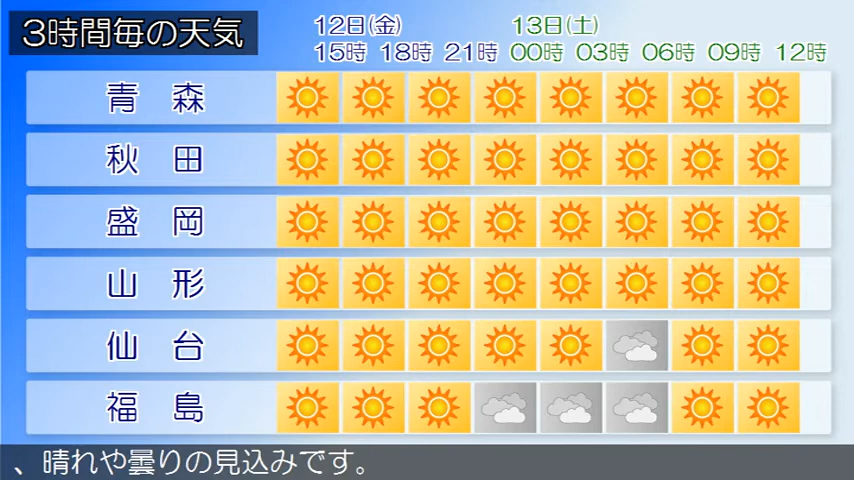 3時間毎の天気
12日(金) 13日(土)
15時 18時 21時 00時 03時 06時 09時 12時
青 森
秋 田
盛 岡
山 形
仙 台
福 島
、晴れや曇りの見込みです。